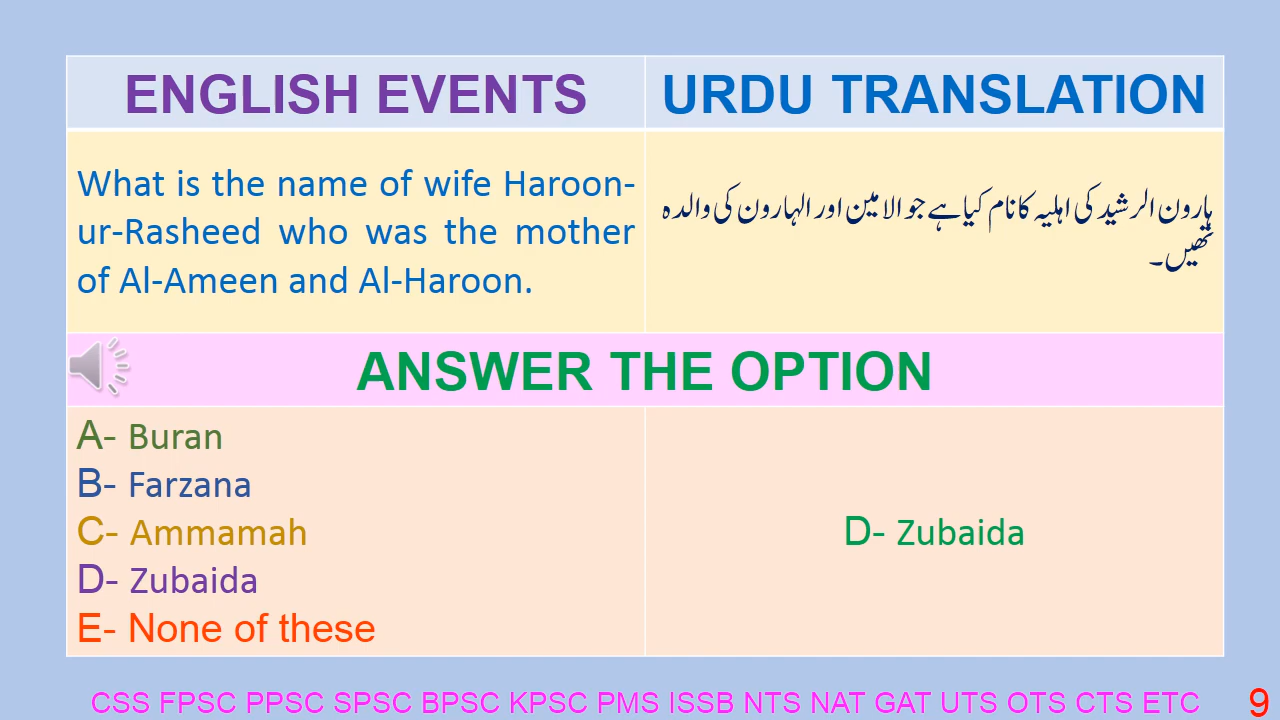 ENGLISH EVENTS
URDU TRANSLATION
What is the name of wife Haroon-
ur-Rasheed who was the mother
of Al-Ameen and Al-Haroon.
ہارون الرشید کی اہلیہ کا نام کیا ہے جو الامین اور الہارون کی والدہ
تھیں۔
ANSWER THE OPTION
A- Buran
B- Farzana
C- Ammamah
D- Zubaida
E- None of these
D- Zubaida
CSS FPSC PPSC SPSC BPSC KPSC PMS ISSB NTS NAT GAT UTS OTS CTS ETC
9